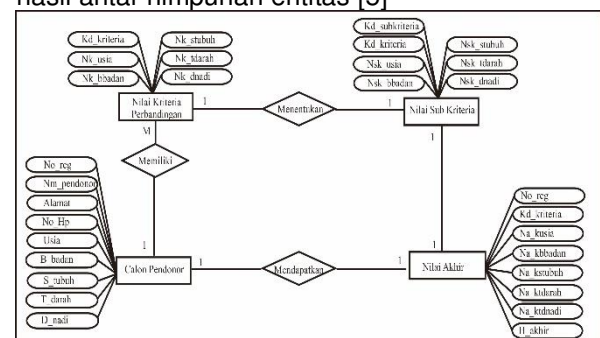 hasil antar himpunan entitas [5]
Kd_kriteria
Nk_usia
Nk_bbadan
Nk_stubuh
Nk_tdarah
Nk_dnadi
Kd_subkriteria
Kd_kriteria
Nsk_usia
Nsk_bbadan
Nsk_stubuh
Nsk_tdarah
Nsk_dnadi
Nilai Kriteria
Perbandingan
1
Menentukan
1
Nilai Sub Kriteria
M
1
Memiliki
No_reg
Nm_pendonor
Alamat
No_Hp
Usia
B_badan
S_tubuh
T_darah
D_nadi
1
Calon Pendonor
1
Mendapatkan
1
1
Nilai Akhir
No_reg
Kd_kriteria
Na_kusia
Na_kbbadan
Na_kstubuh
Na_ktdarah
Na_ktdnadi
H_akhir